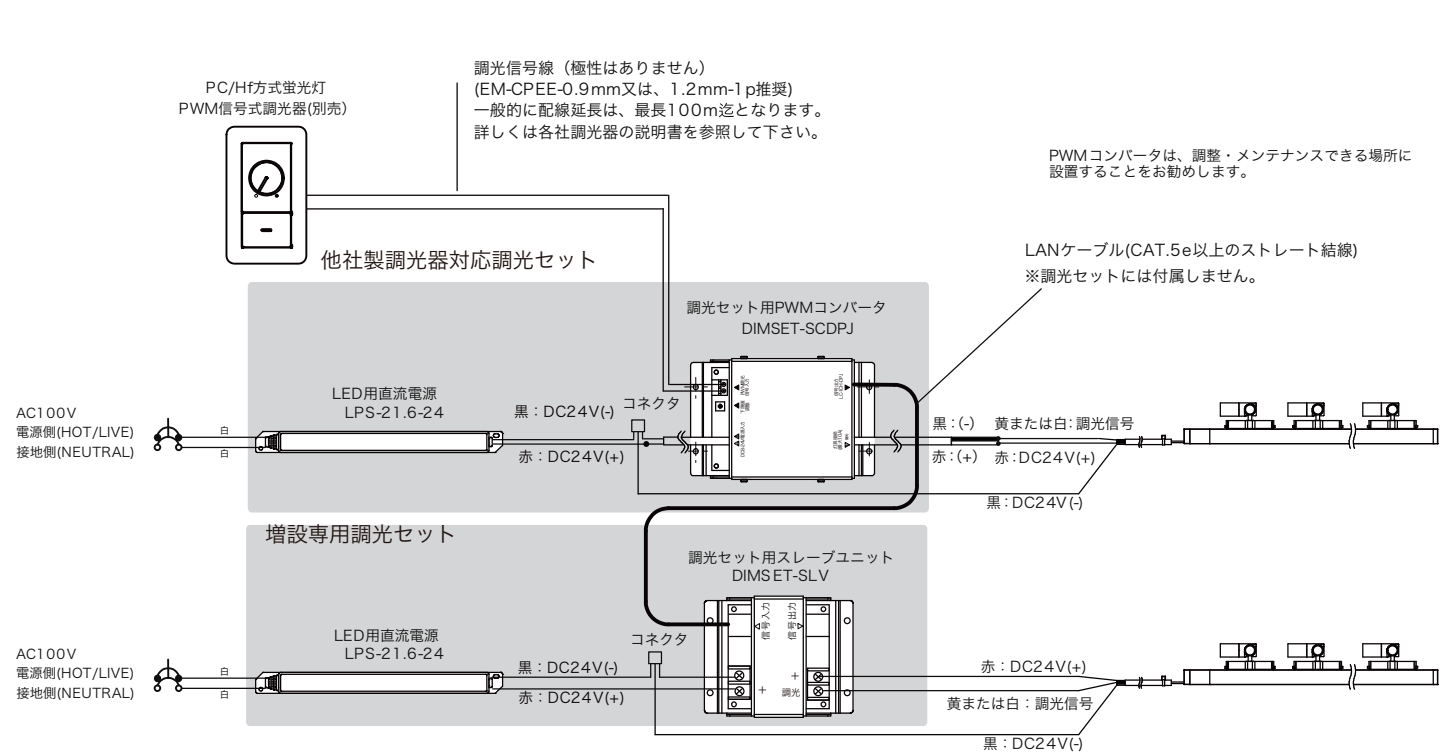 PC/Hf方式蛍光灯
PWM信号式調光器(別売)
調光信号線（極性はありません）
(EM-CPEE-0.9mm又は、1.2mm-1p推奨)
一般的に配線延長は、最長100m迄となります。
詳しくは各社調光器の説明書を参照して下さい。
PWMコンバータは、調整・メンテナンスできる場所に
設置することをお勧めします。
LANケーブル(CAT.5e以上のストレート結線)
※調光セットには付属しません。
他社製調光器対応調光セット
調光セット用PWMコンバータ
DIMSET-SCDPJ
LED用直流電源
LPS-21.6-24
AC100V
電源側(HOT/LIVE)
接地側(NEUTRAL)
白
白
黒：DC24V(-)
コネクタ
赤：DC24V(+)
黒：(-)
黄または白：調光信号
赤：(+)
赤：DC24V(+)
黒：DC24V(-)
増設専用調光セット
調光セット用スレーブユニット
DIMSET-SLV
信号入力
信号出力
LED用直流電源
LPS-21.6-24
AC100V
電源側(HOT/LIVE)
接地側(NEUTRAL)
白
白
黒：DC24V(-)
コネクタ
赤：DC24V(+)
+
+
調光
赤：DC24V(+)
黄または白：調光信号
黒：DC24V(-)